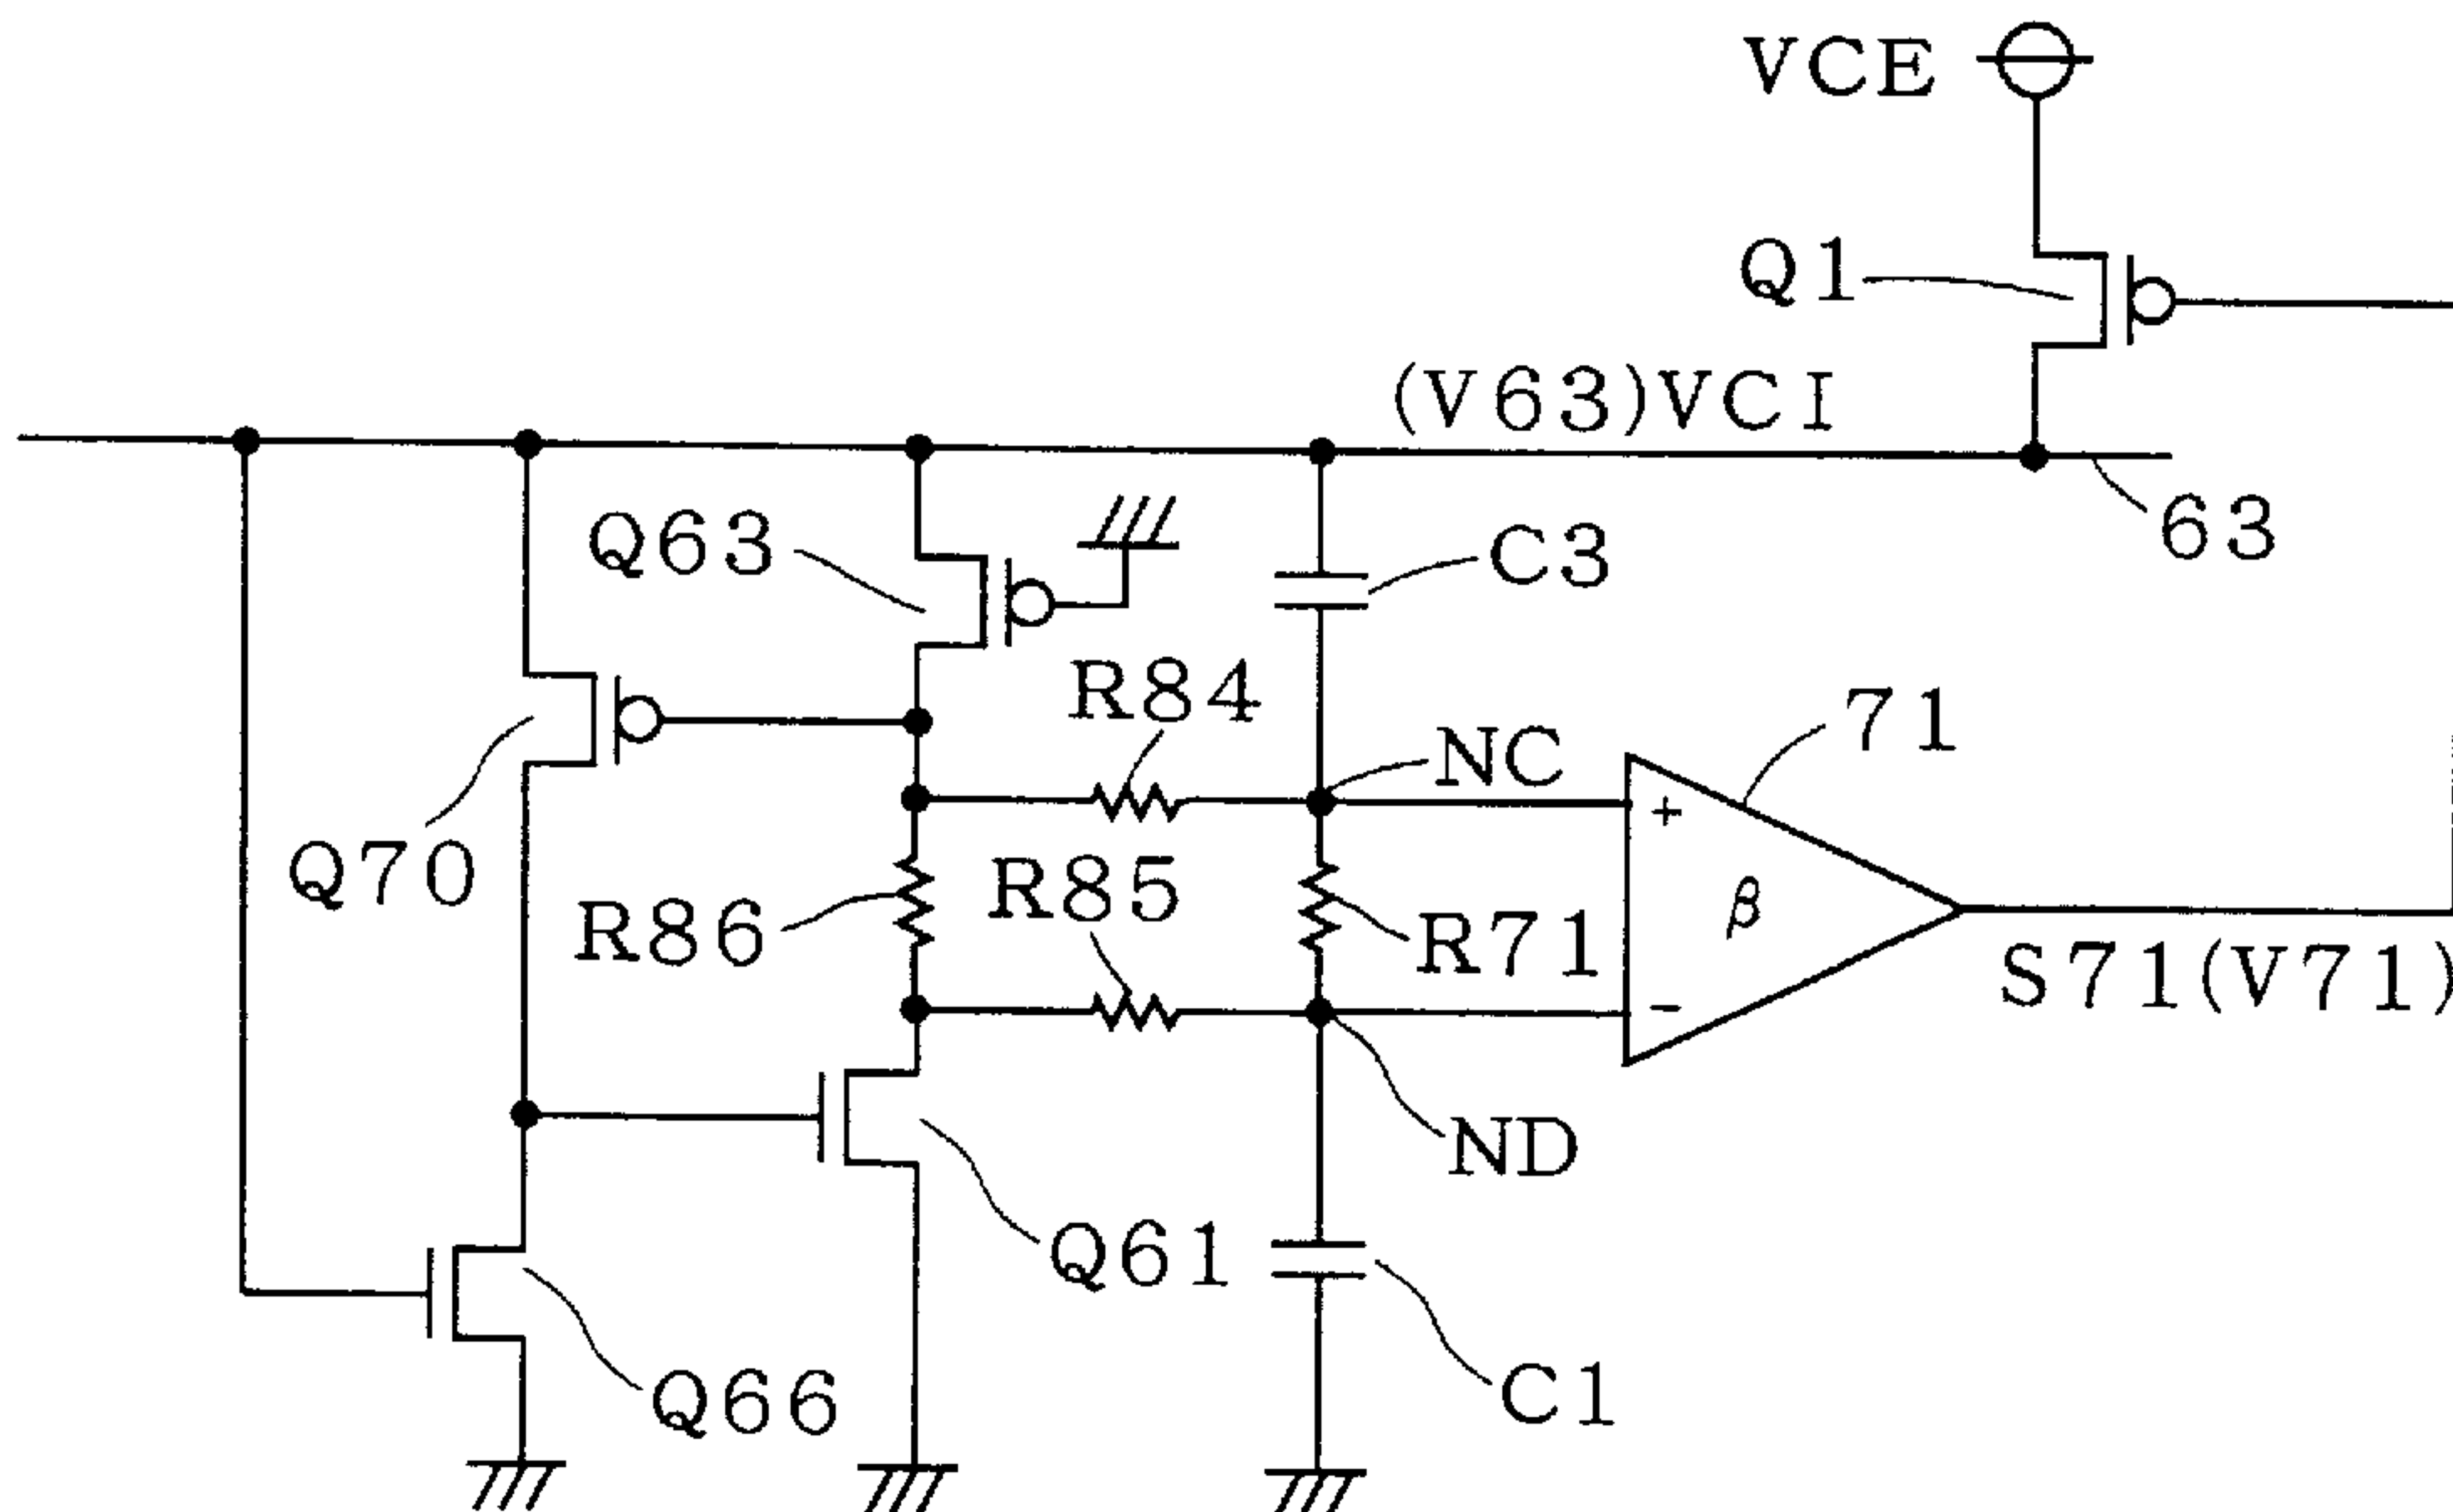 VCE
Q1
(V63)VCI
63
Q63
C3
R84
NC
71
+
Q70
R86
R85
R71
β
−
S71(V71)
ND
Q61
Q66
C1